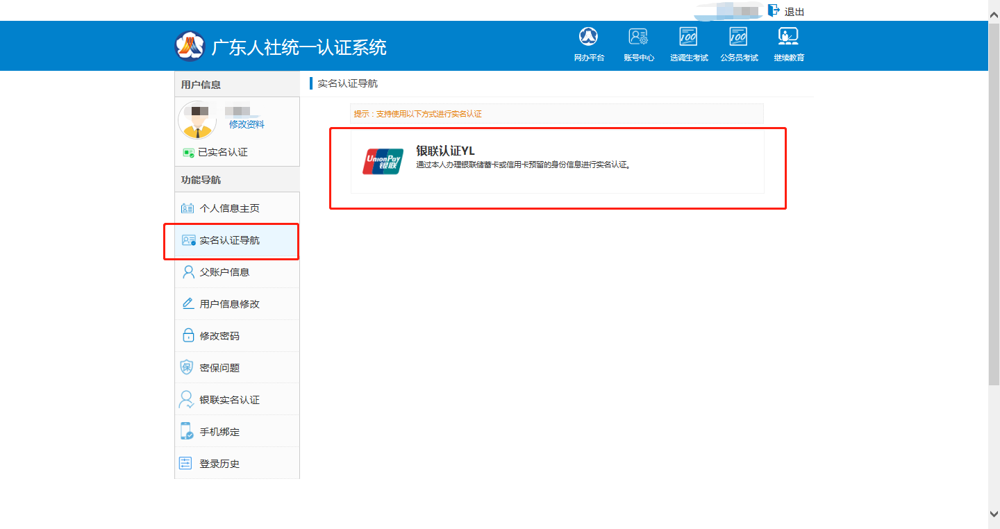 退出
广东人社统一认证系统
网办平台
账号中心
选调生考试
公务员考试
继续教育
用户信息
修改资料
已实名认证
功能导航
个人信息主页
实名认证导航
父账户信息
用户信息修改
修改密码
保
密保问题
银联实名认证
手机绑定
登录历史
实名认证导航
提示：支持使用以下方式进行实名认证
UnionPay
银联
银联认证YL
通过本人办理银联储蓄卡或信用卡预留的身份信息进行实名认证。